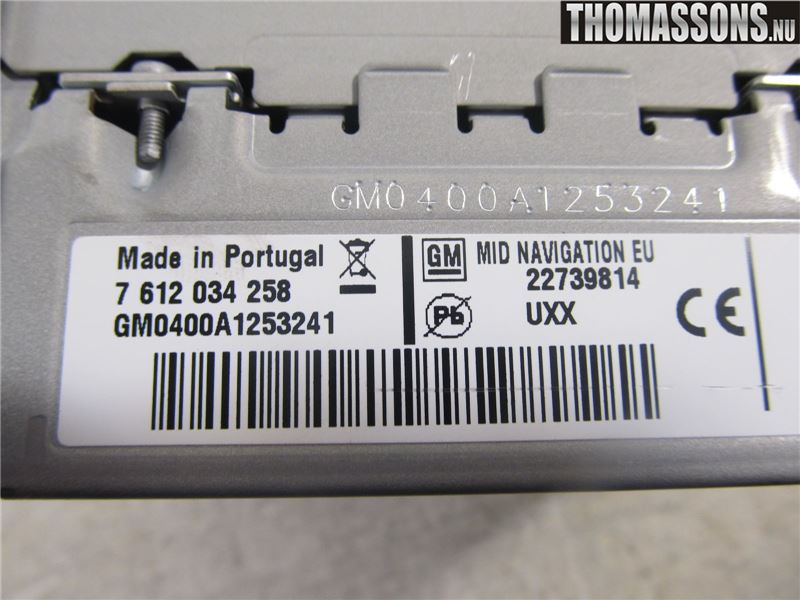 THOMASSONS.NU
GM0400A1253241
Made in Portugal
7 612 034 258
GM0400A1253241
GM
MID NAVIGATION EU
22739814
Pb
UXX
CE